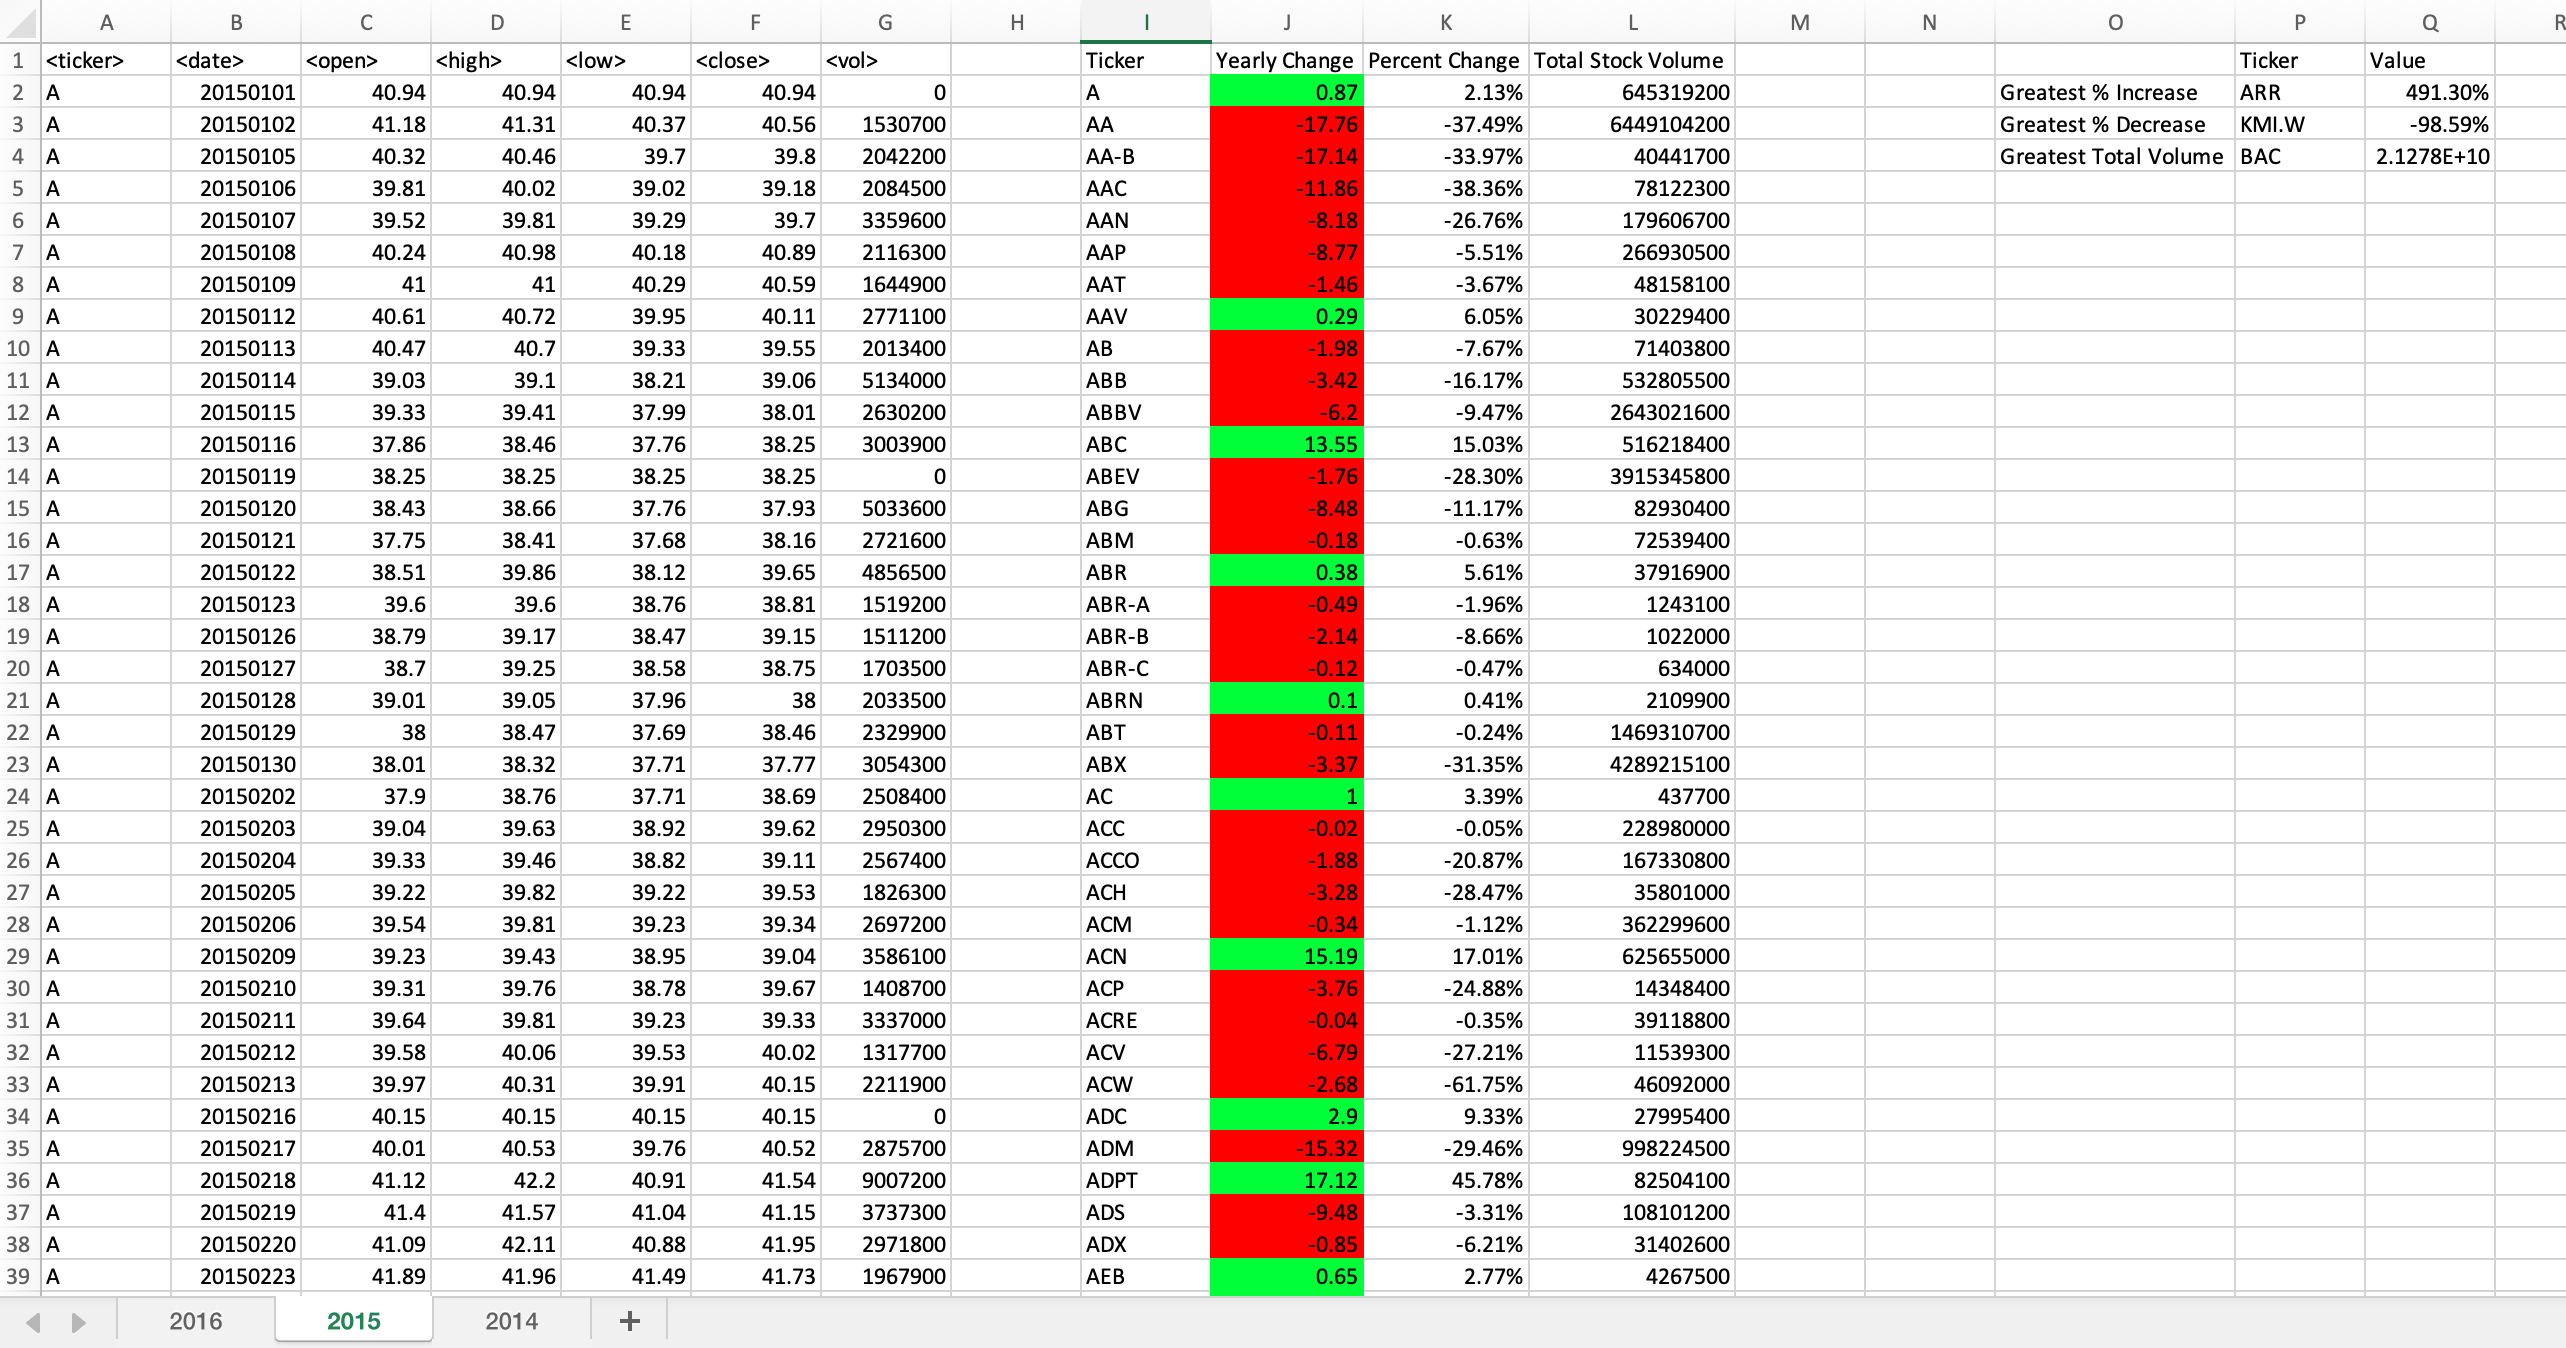 A B C D E F G H I J K L M N O P Q R
1 <ticker> <date> <open> <high> <low> <close> <vol> Ticker Yearly Change Percent Change Total Stock Volume Ticker Value
2 A 20150101 40.94 40.94 40.94 40.94 0 A 0.87 2.13% 645319200 Greatest % Increase ARR 491.30%
3 A 20150102 41.18 41.31 40.37 40.56 1530700 AA -17.76 -37.49% 6449104200 Greatest % Decrease KMI.W -98.59%
4 A 20150105 40.32 40.46 39.7 39.8 2042200 AA-B -17.14 -33.97% 40441700 Greatest Total Volume BAC 2.1278E+10
5 A 20150106 39.81 40.02 39.02 39.18 2084500 AAC -11.86 -38.36% 78122300
6 A 20150107 39.52 39.81 39.29 39.7 3359600 AAN -8.18 -26.76% 179606700
7 A 20150108 40.24 40.98 40.18 40.89 2116300 AAP -8.77 -5.51% 266930500
8 A 20150109 41 41 40.29 40.59 1644900 AAT -1.46 -3.67% 48158100
9 A 20150112 40.61 40.72 39.95 40.11 2771100 AAV 0.29 6.05% 30229400
10 A 20150113 40.47 40.7 39.33 39.55 2013400 AB -1.98 -7.67% 71403800
11 A 20150114 39.03 39.1 38.21 39.06 5134000 ABB -3.42 -16.17% 532805500
12 A 20150115 39.33 39.41 37.99 38.01 2630200 ABBV -6.2 -9.47% 2643021600
13 A 20150116 37.86 38.46 37.76 38.25 3003900 ABC 13.55 15.03% 516218400
14 A 20150119 38.25 38.25 38.25 38.25 0 ABEV -1.76 -28.30% 3915345800
15 A 20150120 38.43 38.66 37.76 37.93 5033600 ABG -8.48 -11.17% 82930400
16 A 20150121 37.75 38.41 37.68 38.16 2721600 ABM -0.18 -0.63% 72539400
17 A 20150122 38.51 39.86 38.12 39.65 4856500 ABR 0.38 5.61% 37916900
18 A 20150123 39.6 39.6 38.76 38.81 1519200 ABR-A -0.49 -1.96% 1243100
19 A 20150126 38.79 39.17 38.47 39.15 1511200 ABR-B -2.14 -8.66% 1022000
20 A 20150127 38.7 39.25 38.58 38.75 1703500 ABR-C -0.12 -0.47% 634000
21 A 20150128 39.01 39.05 37.96 38 2033500 ABRN 0.1 0.41% 2109900
22 A 20150129 38 38.47 37.69 38.46 2329900 ABT -0.11 -0.24% 1469310700
23 A 20150130 38.01 38.32 37.71 37.77 3054300 ABX -3.37 -31.35% 4289215100
24 A 20150202 37.9 38.76 37.71 38.69 2508400 AC 1 3.39% 437700
25 A 20150203 39.04 39.63 38.92 39.62 2950300 ACC -0.02 -0.05% 228980000
26 A 20150204 39.33 39.46 38.82 39.11 2567400 ACCO -1.88 -20.87% 167330800
27 A 20150205 39.22 39.82 39.22 39.53 1826300 ACH -3.28 -28.47% 35801000
28 A 20150206 39.54 39.81 39.23 39.34 2697200 ACM -0.34 -1.12% 362299600
29 A 20150209 39.23 39.43 38.95 39.04 3586100 ACN 15.19 17.01% 625655000
30 A 20150210 39.31 39.76 38.78 39.67 1408700 ACP -3.76 -24.88% 14348400
31 A 20150211 39.64 39.81 39.23 39.33 3337000 ACRE -0.04 -0.35% 39118800
32 A 20150212 39.58 40.06 39.53 40.02 1317700 ACV -6.79 -27.21% 11539300
33 A 20150213 39.97 40.31 39.91 40.15 2211900 ACW -2.68 -61.75% 46092000
34 A 20150216 40.15 40.15 40.15 40.15 0 ADC 2.9 9.33% 27995400
35 A 20150217 40.01 40.53 39.76 40.52 2875700 ADM -15.32 -29.46% 998224500
36 A 20150218 41.12 42.2 40.91 41.54 9007200 ADPT 17.12 45.78% 82504100
37 A 20150219 41.4 41.57 41.04 41.15 3737300 ADS -9.48 -3.31% 108101200
38 A 20150220 41.09 42.11 40.88 41.95 2971800 ADX -0.85 -6.21% 31402600
39 A 20150223 41.89 41.96 41.49 41.73 1967900 AEB 0.65 2.77% 4267500
2016 2015 2014 +